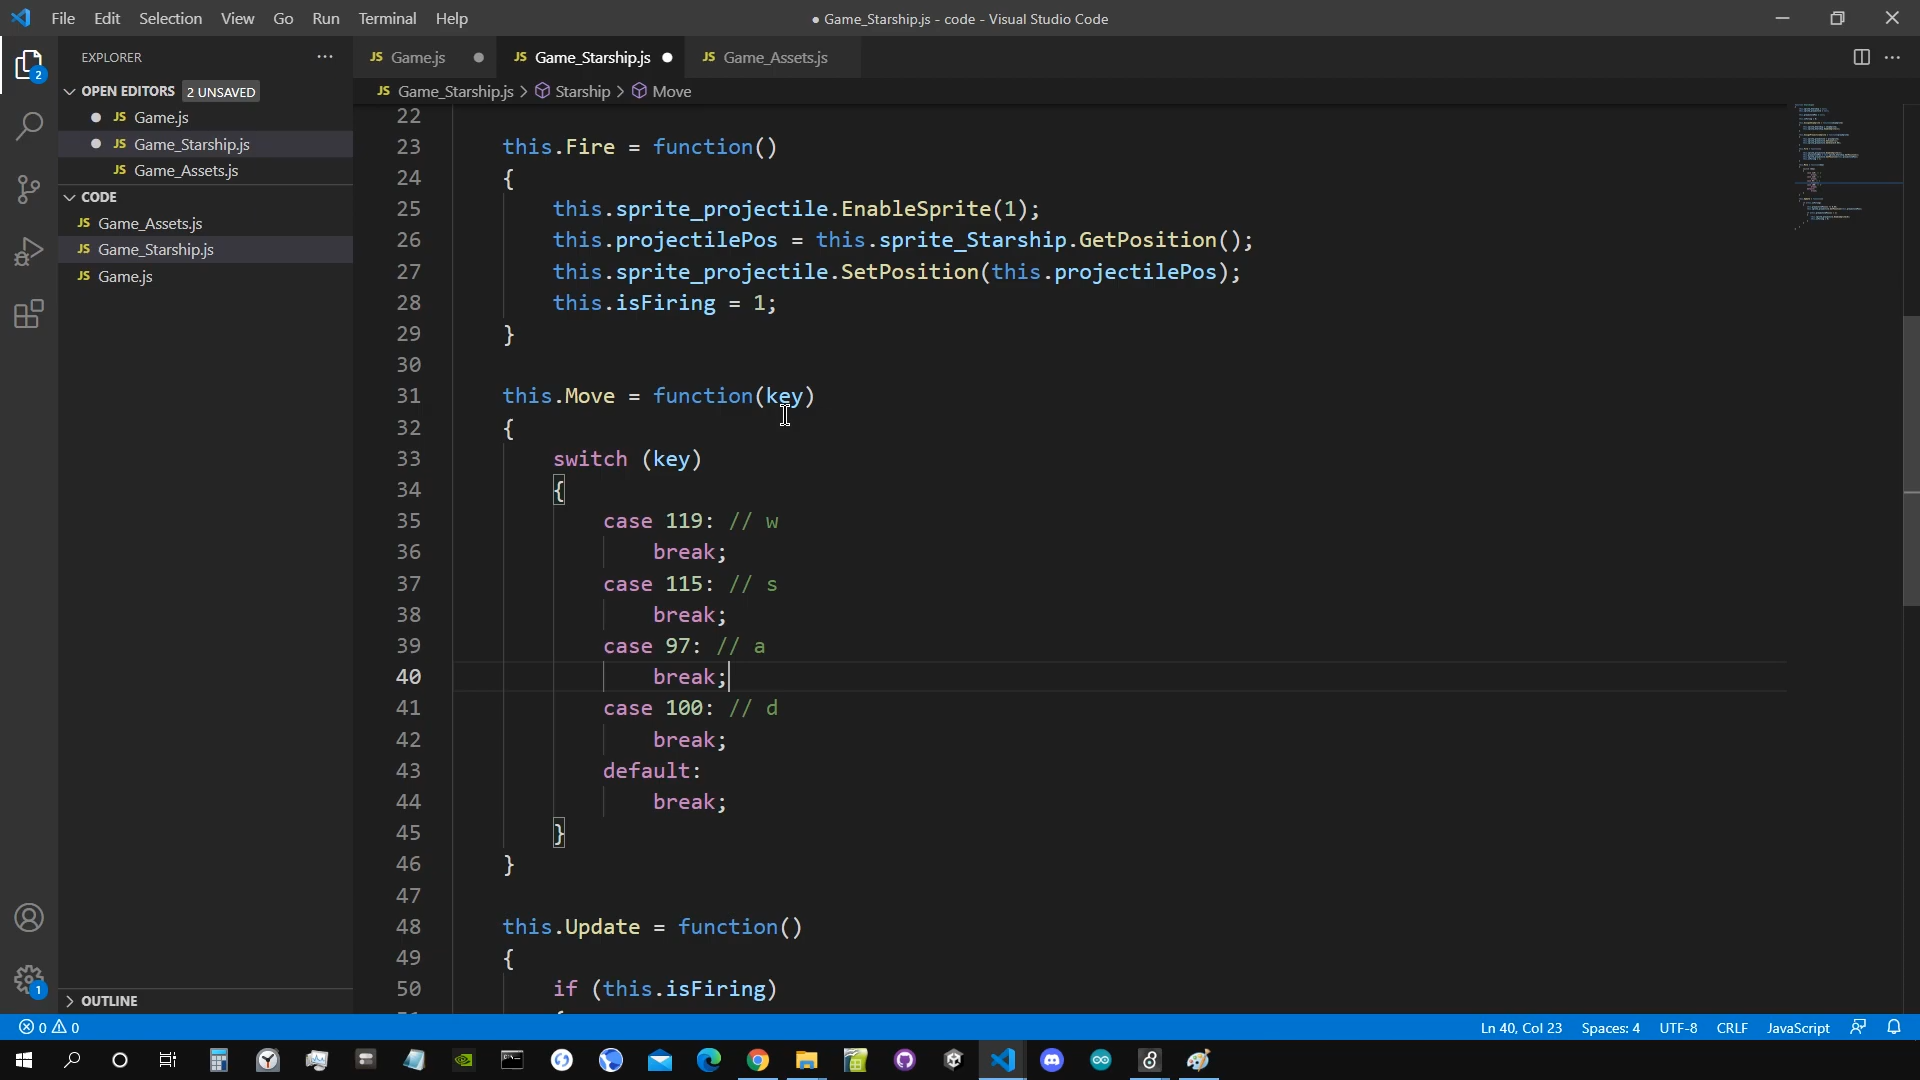 File Edit Selection View Go Run Terminal Help
● Game_Starship.js - code - Visual Studio Code
EXPLORER
JS Game.js
JS Game_Starship.js
JS Game_Assets.js
OPEN EDITORS 2 UNSAVED
JS Game_Starship.js > Starship > Move
JS Game.js
JS Game_Starship.js
JS Game_Assets.js
CODE
JS Game_Assets.js
JS Game_Starship.js
JS Game.js
2
22
23 this.Fire = function()
24 {
25 this.sprite_projectile.EnableSprite(1);
26 this.projectilePos = this.sprite_Starship.GetPosition();
27 this.sprite_projectile.SetPosition(this.projectilePos);
28 this.isFiring = 1;
29 }
30
31 this.Move = function(key)
32 {
33 switch (key)
34 {
35 case 119: // w
36 break;
37 case 115: // s
38 break;
39 case 97: // a
40 break;
41 case 100: // d
42 break;
43 default:
44 break;
45 }
46 }
47
48 this.Update = function()
49 {
50 if (this.isFiring)
1
OUTLINE
0 0
Ln 40, Col 23 Spaces: 4 UTF-8 CRLF JavaScript